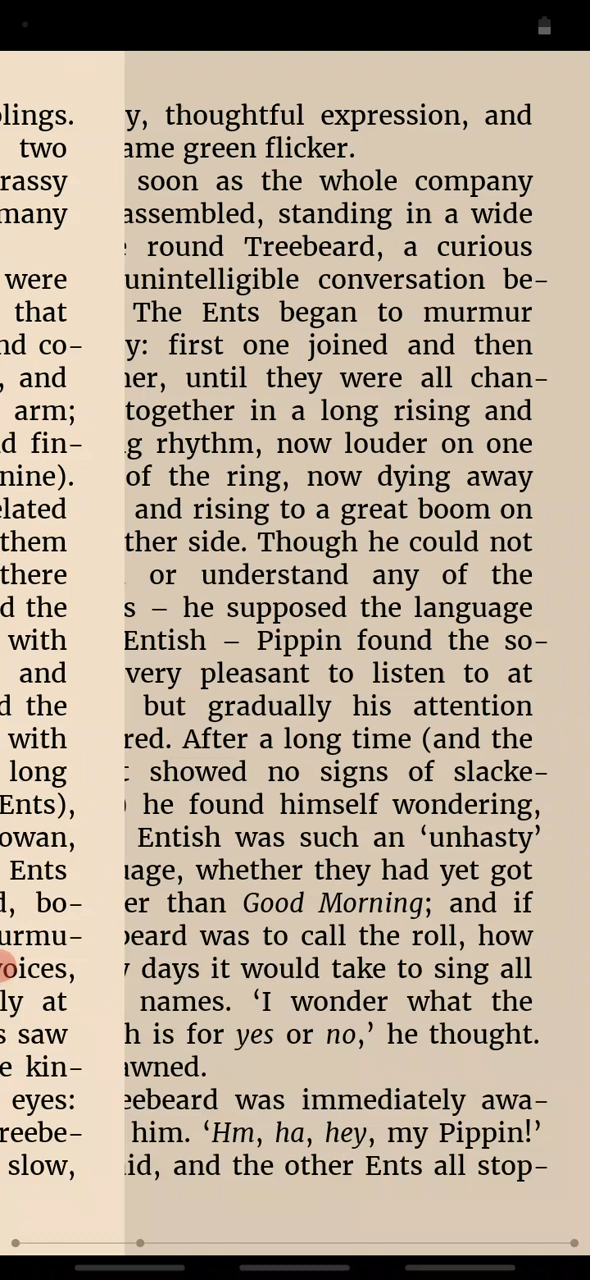 plings.
two
rassy
many
were
that
nd co-
, and
arm;
d fin-
nine).
elated
them
there
d the
with
and
d the
with
long
Ents),
owan,
Ents
d, bo-
urmu-
voices,
ly at
s saw
e kin-
eyes:
reebe-
slow,
y, thoughtful expression, and
ame green flicker.
soon as the whole company
assembled, standing in a wide
e round Treebeard, a curious
unintelligible conversation be-
The Ents began to murmur
y: first one joined and then
her, until they were all chan-
together in a long rising and
g rhythm, now louder on one
of the ring, now dying away
and rising to a great boom on
ther side. Though he could not
or understand any of the
s – he supposed the language
Entish – Pippin found the so-
very pleasant to listen to at
but gradually his attention
red. After a long time (and the
t showed no signs of slacke-
) he found himself wondering,
Entish was such an ‘unhasty’
uage, whether they had yet got
er than Good Morning; and if
beard was to call the roll, how
y days it would take to sing all
names. ‘I wonder what the
h is for yes or no,’ he thought.
awned.
eebeard was immediately awa-
him. ‘Hm, ha, hey, my Pippin!’
id, and the other Ents all stop-